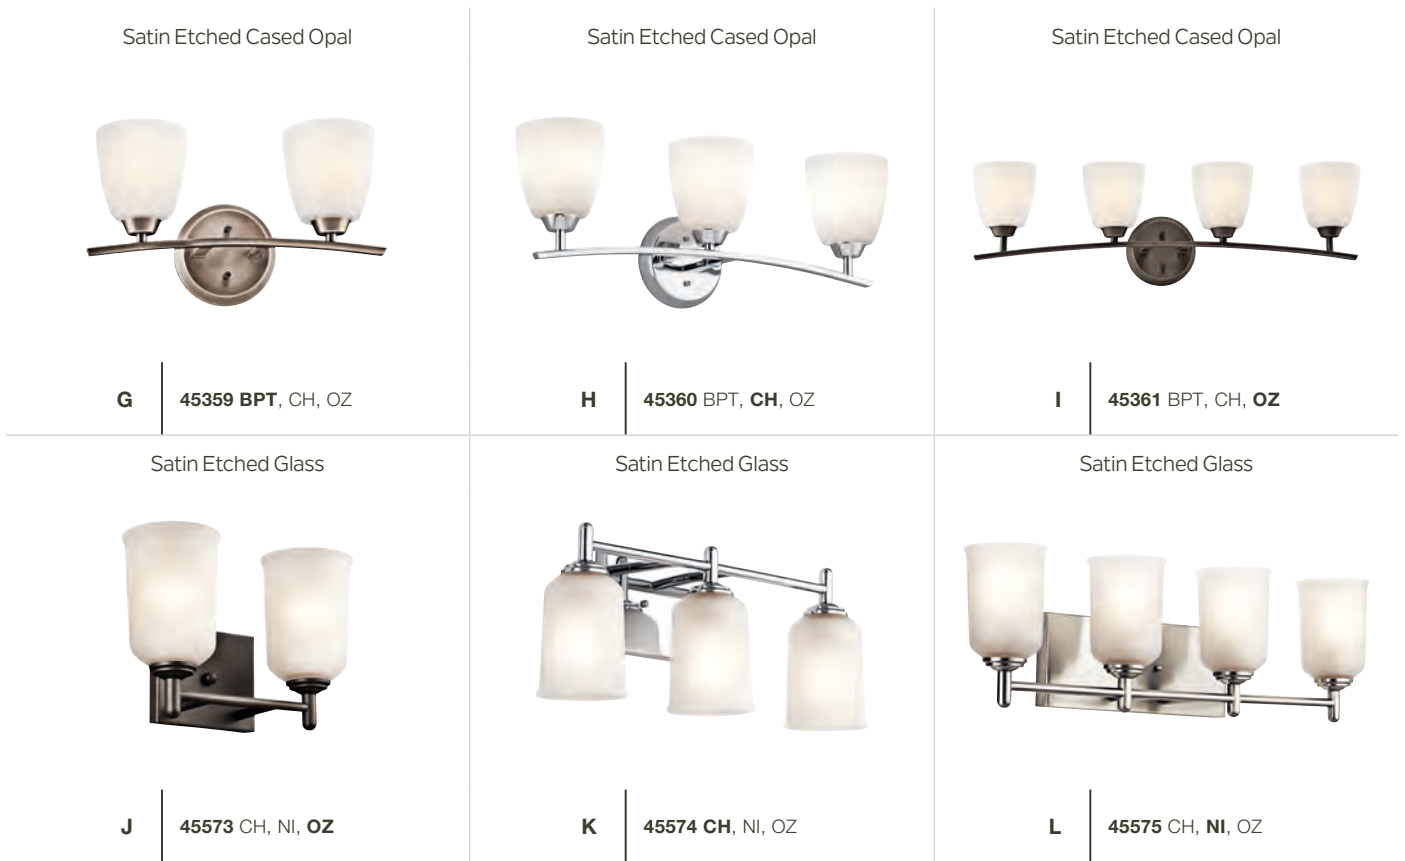 Satin Etched Cased Opal
Satin Etched Cased Opal
Satin Etched Cased Opal
G 45359 BPT, CH, OZ
H 45360 BPT, CH, OZ
I 45361 BPT, CH, OZ
Satin Etched Glass
Satin Etched Glass
Satin Etched Glass
J 45573 CH, NI, OZ
K 45574 CH, NI, OZ
L 45575 CH, NI, OZ